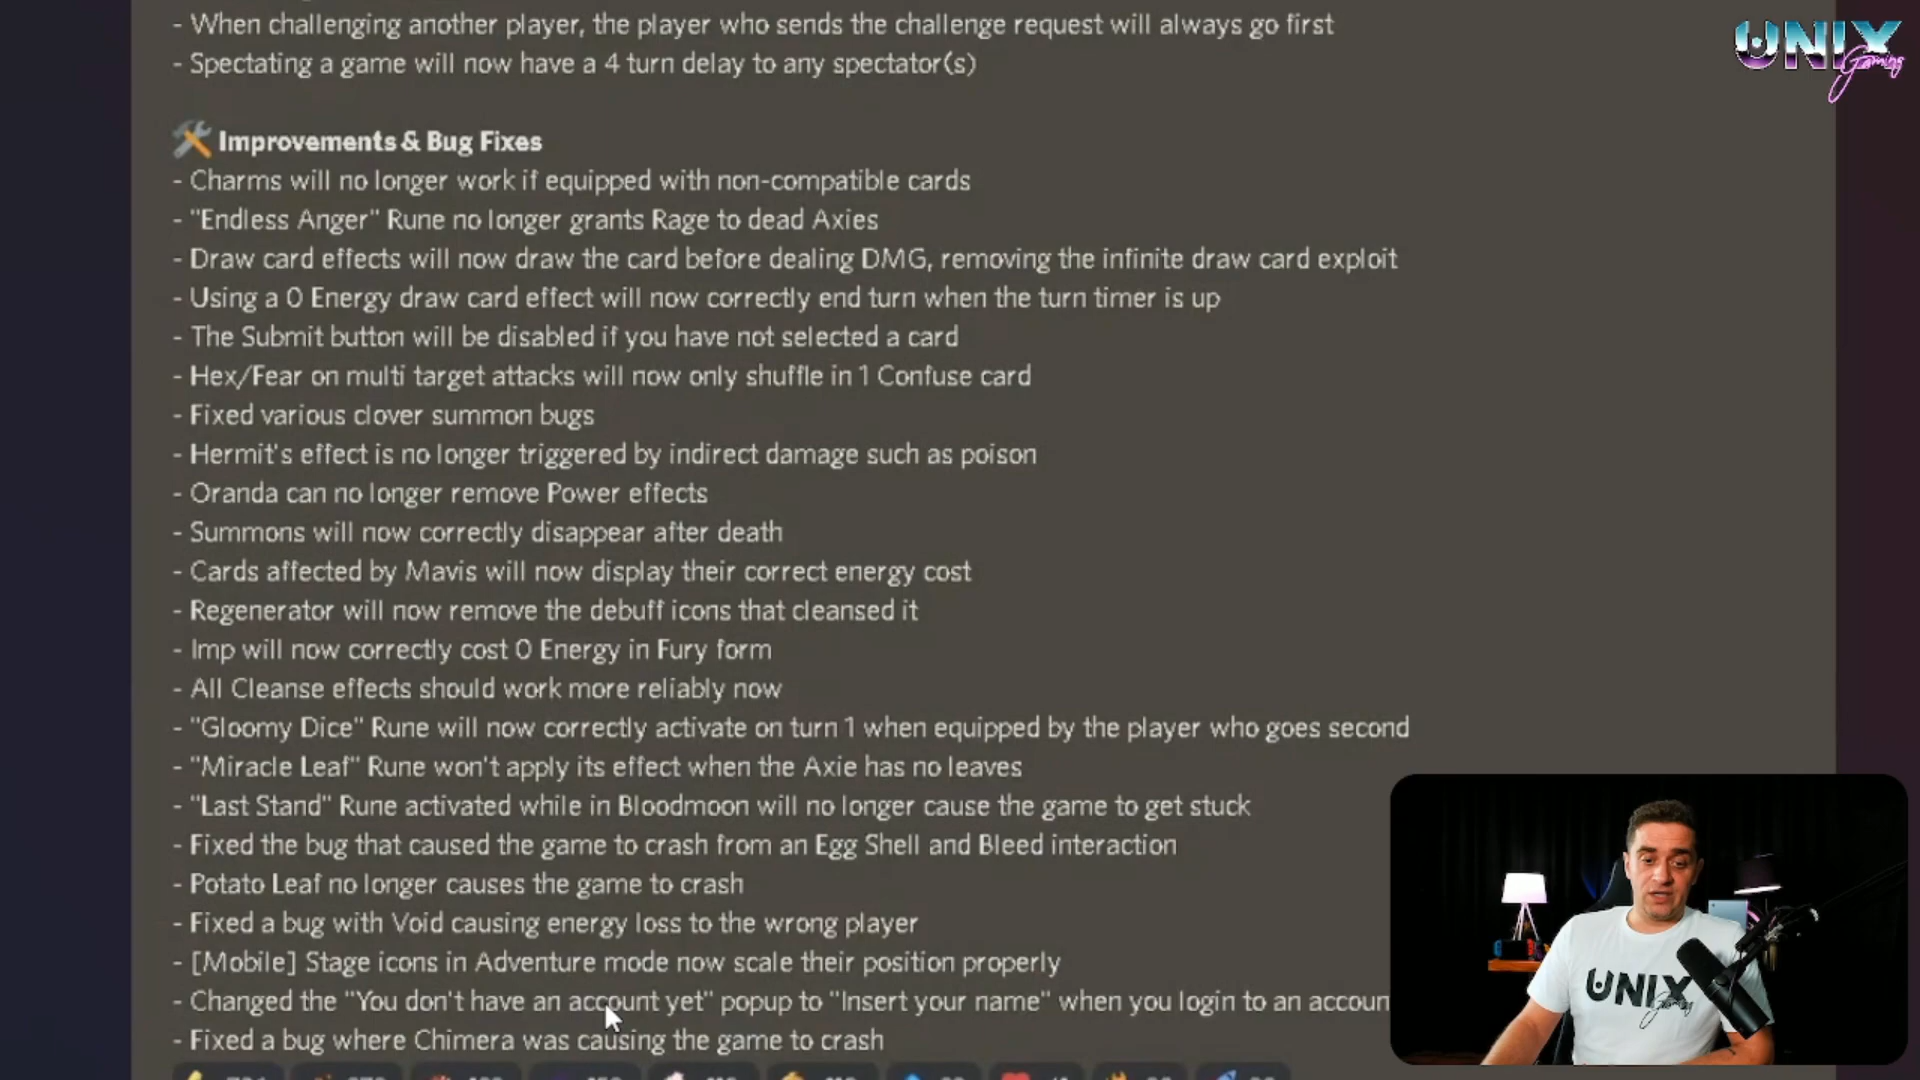 - When challenging another player, the player who sends the challenge request will always go first
- Spectating a game will now have a 4 turn delay to any spectator(s)
UNIX
Gaming
Improvements & Bug Fixes
- Charms will no longer work if equipped with non-compatible cards
- "Endless Anger" Rune no longer grants Rage to dead Axies
- Draw card effects will now draw the card before dealing DMG, removing the infinite draw card exploit
- Using a 0 Energy draw card effect will now correctly end turn when the turn timer is up
- The Submit button will be disabled if you have not selected a card
- Hex/Fear on multi target attacks will now only shuffle in 1 Confuse card
- Fixed various clover summon bugs
- Hermit's effect is no longer triggered by indirect damage such as poison
- Oranda can no longer remove Power effects
- Summons will now correctly disappear after death
- Cards affected by Mavis will now display their correct energy cost
- Regenerator will now remove the debuff icons that cleansed it
- Imp will now correctly cost 0 Energy in Fury form
- All Cleanse effects should work more reliably now
- "Gloomy Dice" Rune will now correctly activate on turn 1 when equipped by the player who goes second
- "Miracle Leaf" Rune won't apply its effect when the Axie has no leaves
- "Last Stand" Rune activated while in Bloodmoon will no longer cause the game to get stuck
- Fixed the bug that caused the game to crash from an Egg Shell and Bleed interaction
- Potato Leaf no longer causes the game to crash
- Fixed a bug with Void causing energy loss to the wrong player
- [Mobile] Stage icons in Adventure mode now scale their position properly
- Changed the "You don't have an account yet" popup to "Insert your name" when you login to an accoun
- Fixed a bug where Chimera was causing the game to crash
UNIX
Gaming